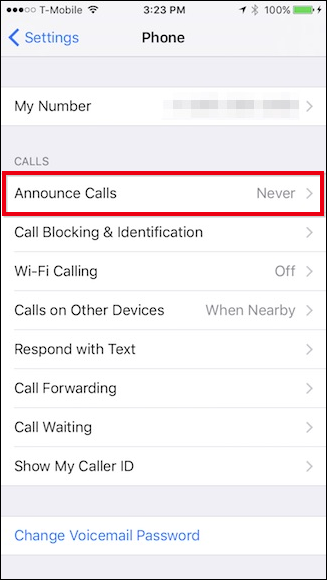 T-Mobile 3:23 PM 100%
Settings Phone
My Number
CALLS
Announce Calls Never
Call Blocking & Identification
Wi-Fi Calling Off
Calls on Other Devices When Nearby
Respond with Text
Call Forwarding
Call Waiting
Show My Caller ID
Change Voicemail Password